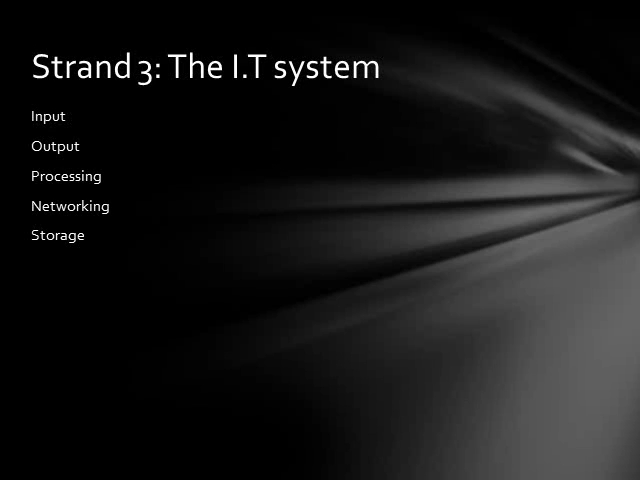 Strand 3: The I.T system
Input
Output
Processing
Networking
Storage